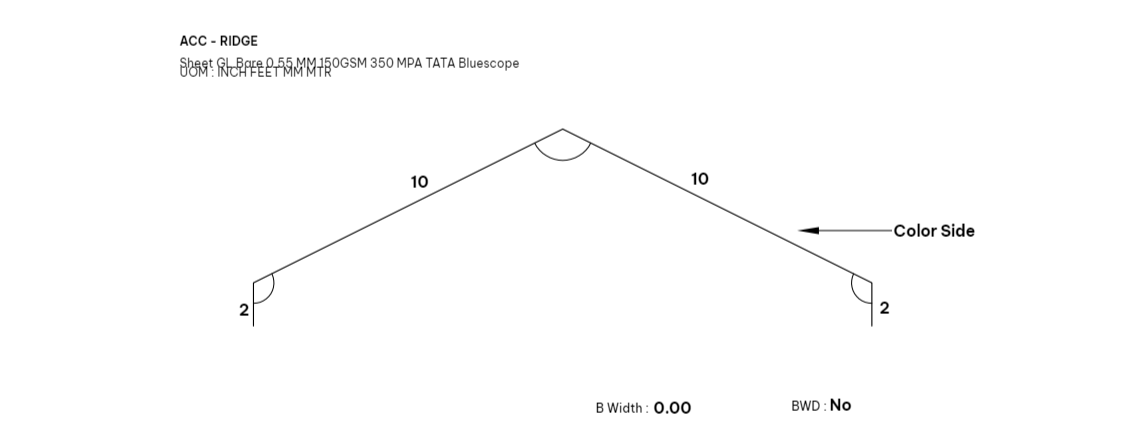 ACC - RIDGE
Sheet GL Bare 0.55 MM 150GSM 350 MPA TATA Bluescope
UOM : INCH FEET MM MTR
10
10
Color Side
2
2
B Width : 0.00
BWD : No